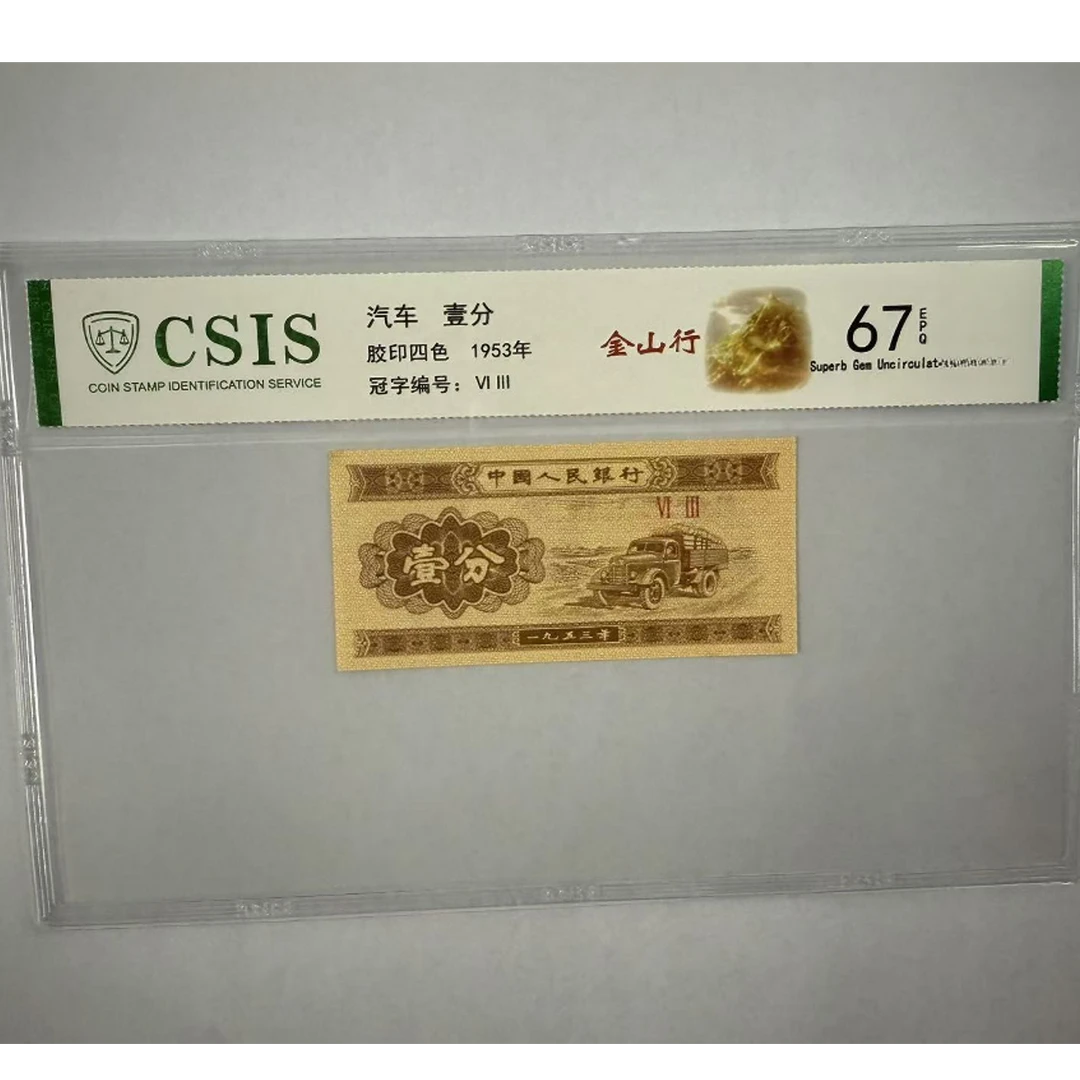 CSIS
COIN STAMP IDENTIFICATION SERVICE
汽车 壹分
胶印四色 1953年
冠字编号：VI III
金山行
67
EPQ
Superb Gem
中國人民銀行
VI III
壹分
一九五三年